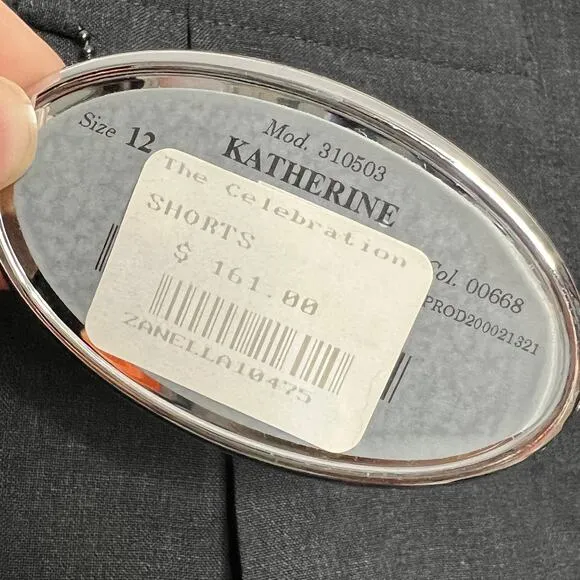 Mod. 310503
Size 12
KATHERINE
Col. 00668
PROD200021321
The Celebration
SHORTS
$ 161.00
ZANELLA10475